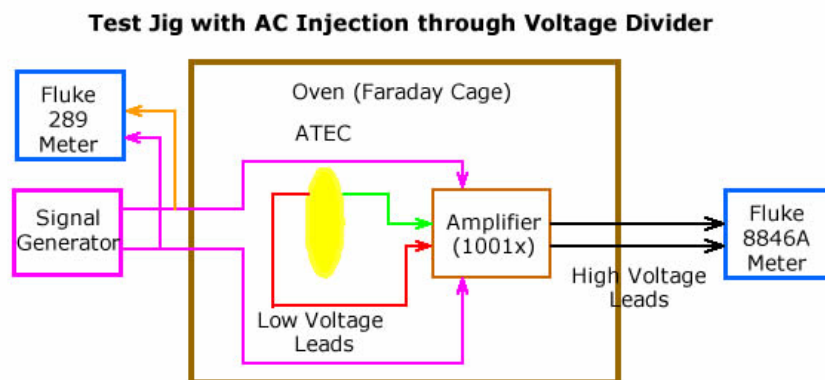 Test Jig with AC Injection through Voltage Divider
Fluke
289
Meter
Oven (Faraday Cage)
ATEC
Signal
Generator
Amplifier
(1001x)
Fluke
8846A
Meter
Low Voltage
Leads
High Voltage
Leads